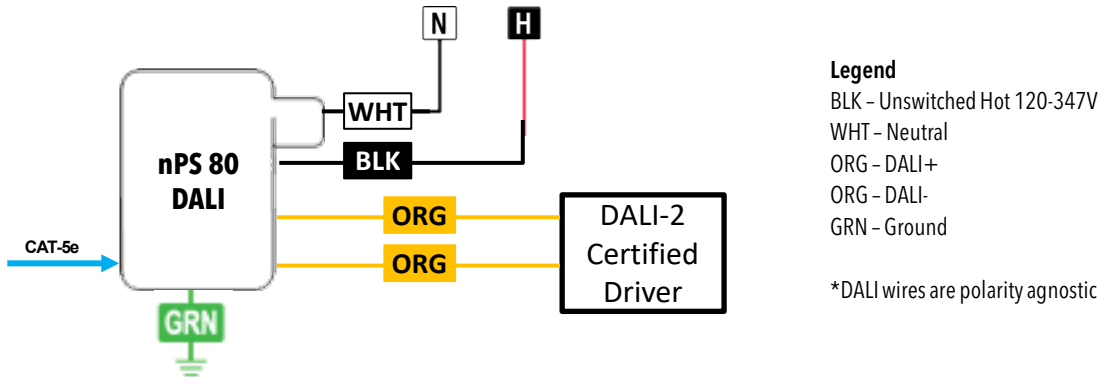 N
H
WHT
nPS 80
DALI
BLK
ORG
ORG
DALI-2
Certified
Driver
CAT-5e
GRN
Legend
BLK – Unswitched Hot 120-347V
WHT – Neutral
ORG – DALI+
ORG – DALI-
GRN – Ground
*DALI wires are polarity agnostic